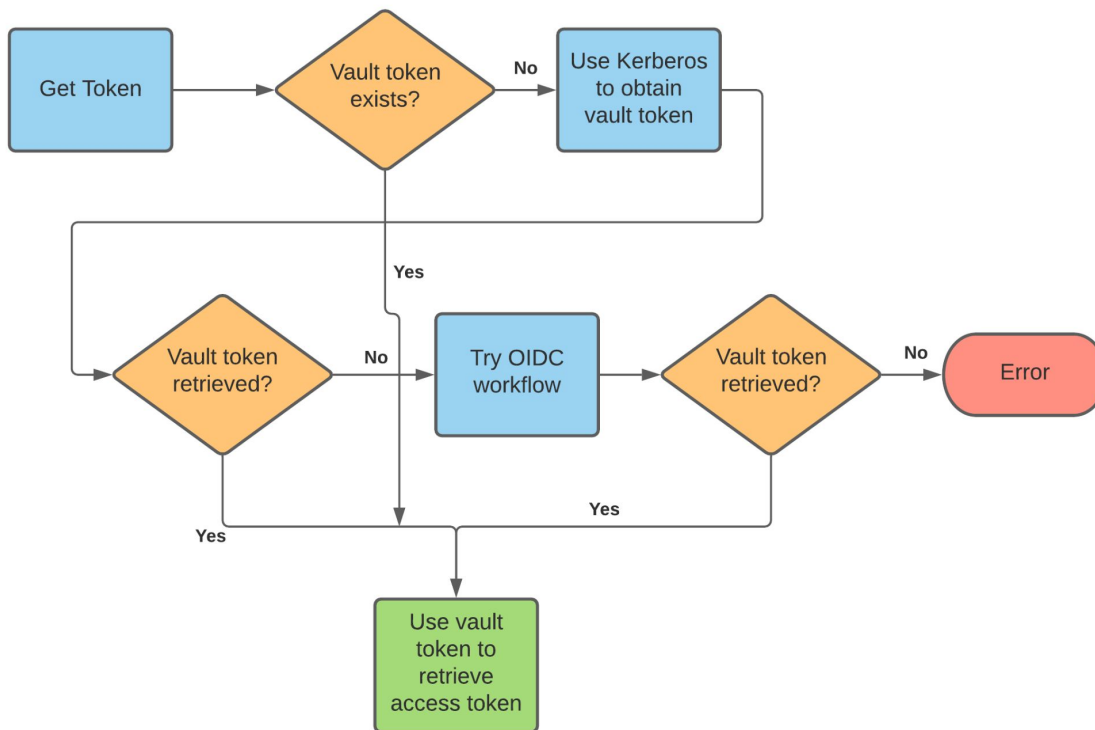 Get Token
Vault token
exists?
No
Use Kerberos
to obtain
vault token
Yes
Vault token
retrieved?
No
Try OIDC
workflow
Vault token
retrieved?
No
Error
Yes
Yes
Use vault
token to
retrieve
access token